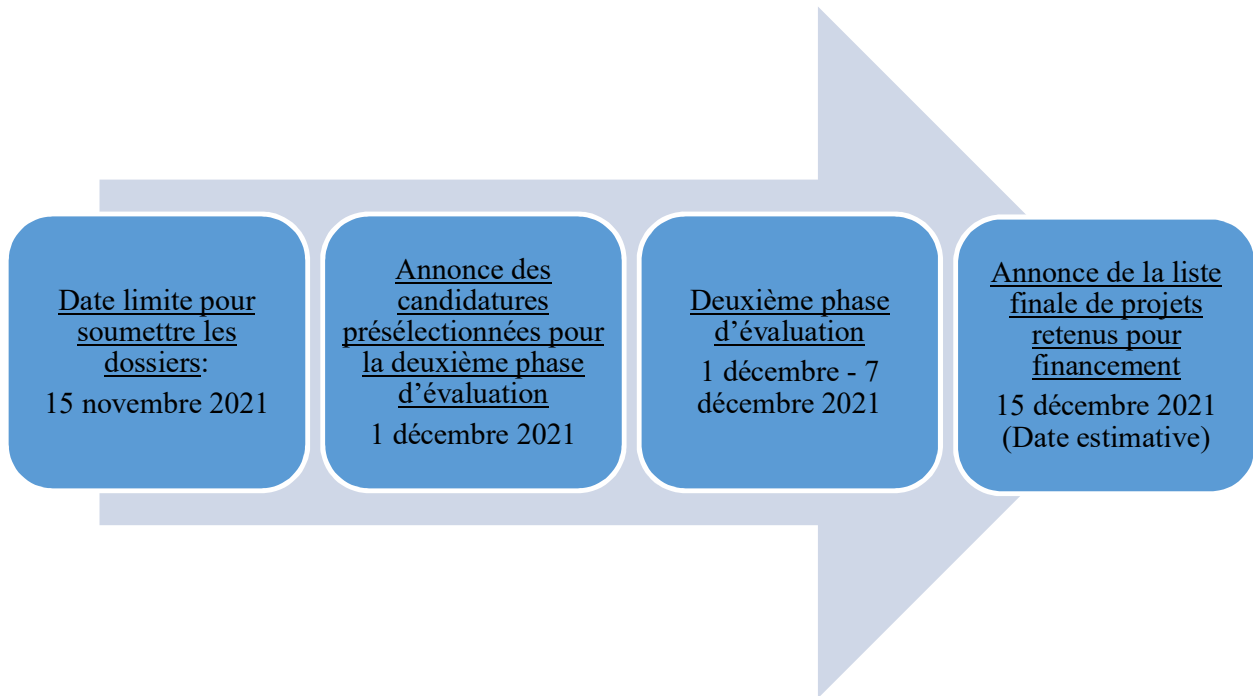 Date limite pour
soumettre les
dossiers:
15 novembre 2021
Annonce des
candidatures
présélectionnées pour
la deuxième phase
d’évaluation
1 décembre 2021
Deuxième phase
d’évaluation
1 décembre - 7
décembre 2021
Annonce de la liste
finale de projets
retenus pour
financement
15 décembre 2021
(Date estimative)